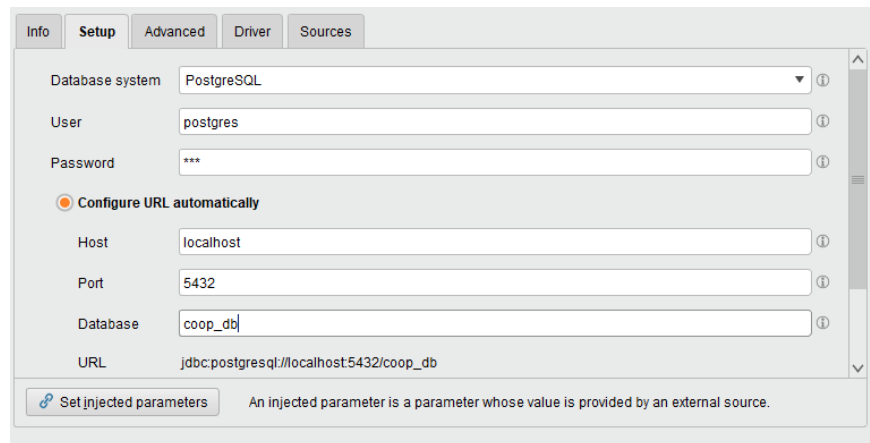 Info Setup Advanced Driver Sources
Database system PostgreSQL
User postgres
Password ***
Configure URL automatically
Host localhost
Port 5432
Database coop_db
URL jdbc:postgresql://localhost:5432/coop_db
Set injected parameters An injected parameter is a parameter whose value is provided by an external source.